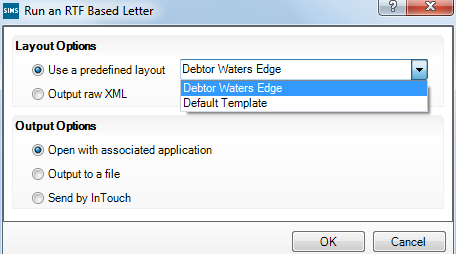 SIMS Run an RTF Based Letter ? X
Layout Options
Use a predefined layout Debtor Waters Edge
Debtor Waters Edge
Output raw XML
Default Template
Output Options
Open with associated application
Output to a file
Send by InTouch
OK Cancel